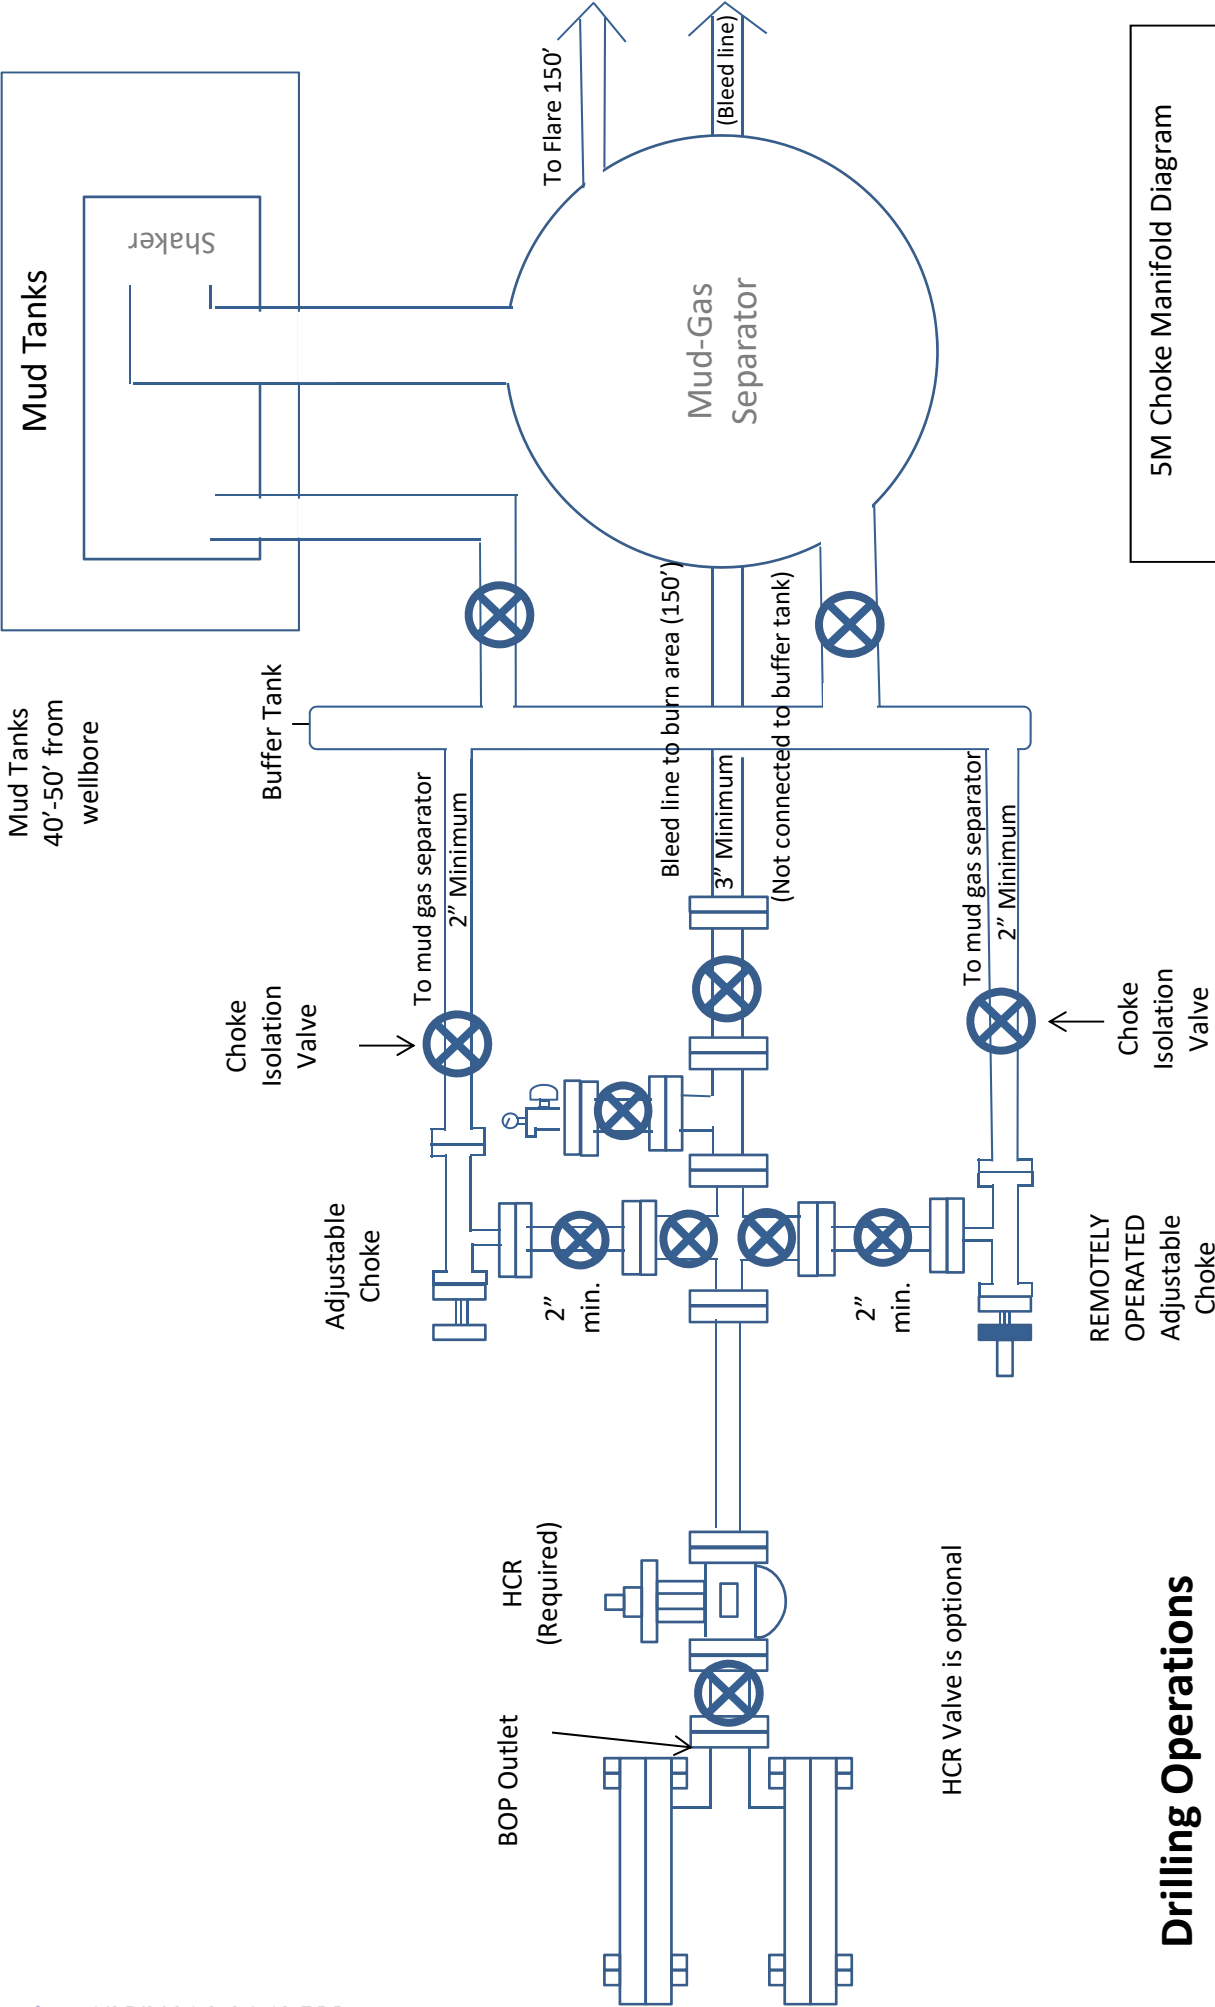 Mud Tanks
40’-50’ from
wellbore
Mud Tanks
Shaker
Buffer Tank
To Flare 150’
(Bleed line)
Mud-Gas
Separator
Choke
Isolation
Valve
To mud gas separator
2” Minimum
Bleed line to burn area (150’)
3” Minimum
(Not connected to buffer tank)
To mud gas separator
2” Minimum
Choke
Isolation
Valve
Adjustable
Choke
2”
min.
2”
min.
REMOTELY
OPERATED
Adjustable
Choke
HCR
(Required)
BOP Outlet
HCR Valve is optional
Drilling Operations
5M Choke Manifold Diagram